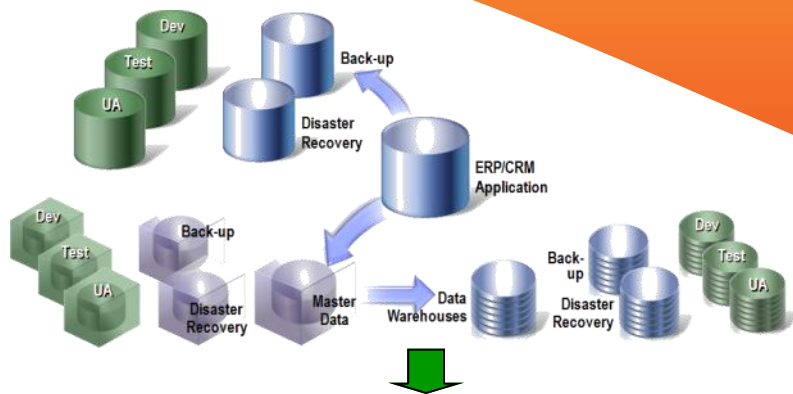 Dev
Test
UA
Back-up
Disaster
Recovery
ERP/CRM
Application
Dev
Test
UA
Back-up
Disaster
Recovery
Master
Data
Data
Warehouses
Back-
up
Disaster
Recovery
Dev
Test
UA